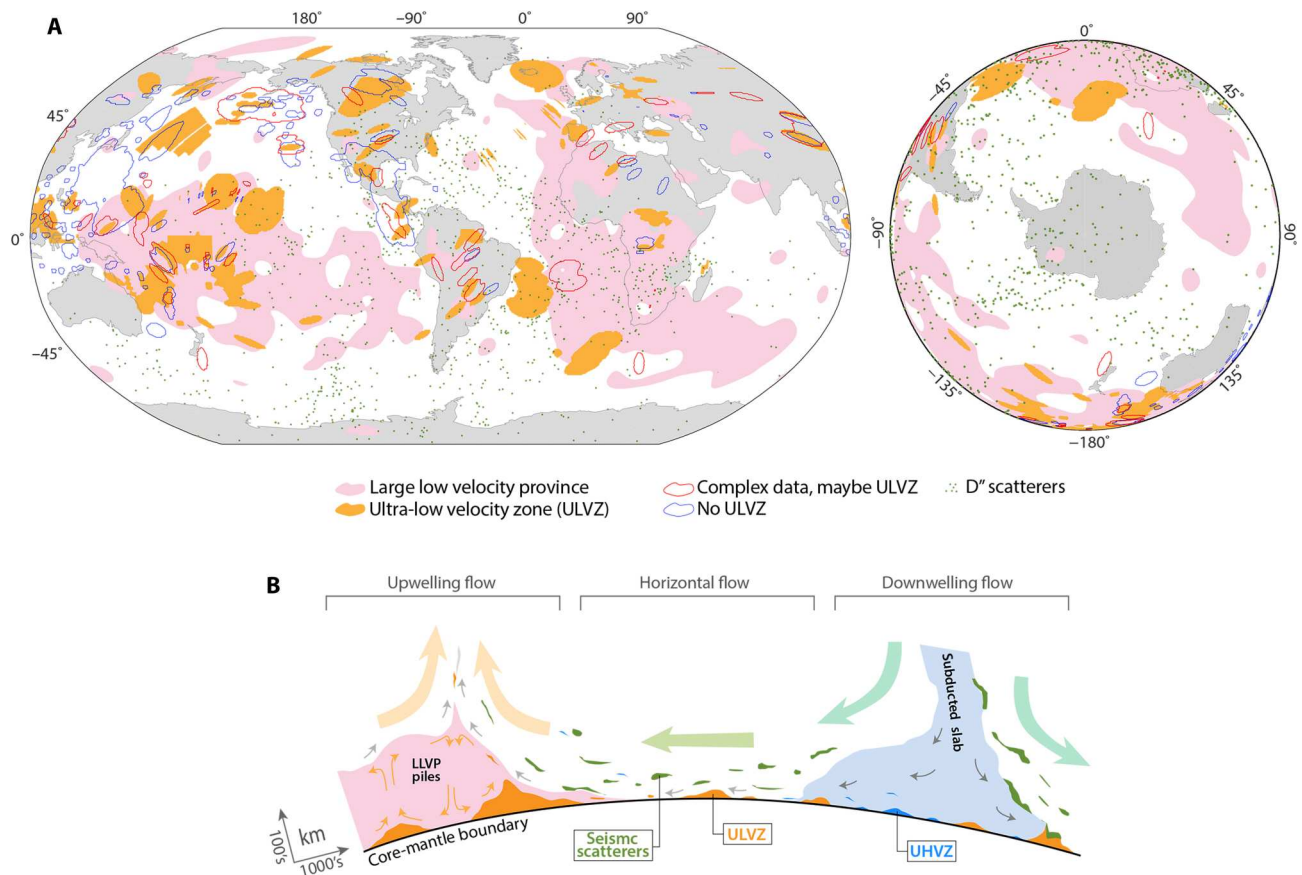 A
180°
−90°
0°
90°
45°
0°
−45°
0°
−45°
45°
−90°
90°
−135°
135°
−180°
Large low velocity province
Complex data, maybe ULVZ
D″ scatterers
Ultra-low velocity zone (ULVZ)
No ULVZ
B
Upwelling flow
Horizontal flow
Downwelling flow
Subducted slab
LLVP
piles
Core-mantle boundary
km
100's
1000's
Seismc
scatterers
ULVZ
UHVZ